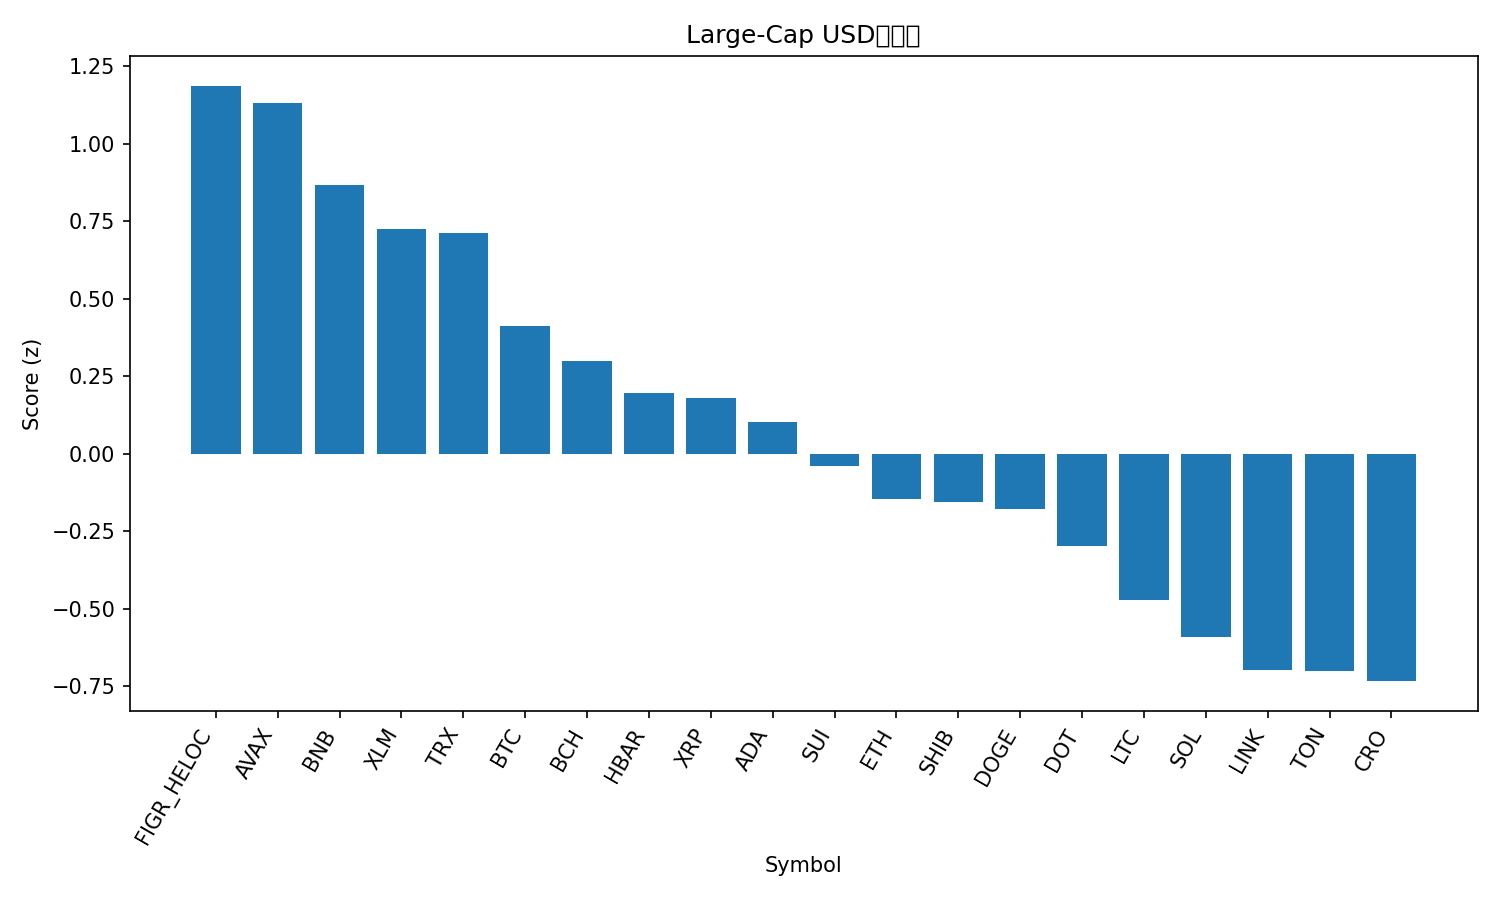 Large-Cap USD
1.25
1.00
0.75
0.50
0.25
0.00
−0.25
−0.50
−0.75
Score (z)
FIGR_HELOC
AVAX
BNB
XLM
TRX
BTC
BCH
HBAR
XRP
ADA
SUI
ETH
SHIB
DOGE
DOT
LTC
SOL
LINK
TON
CRO
Symbol